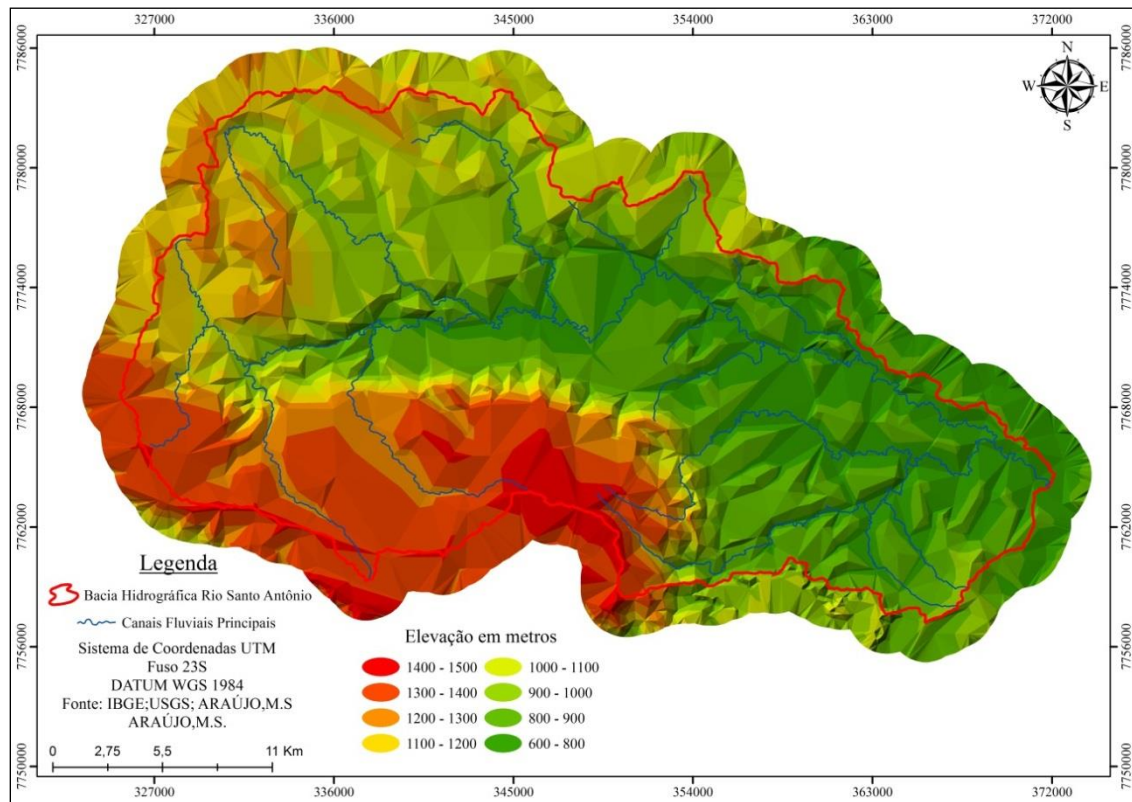 327000 336000 345000 354000 363000 372000
7786000 7786000
N
W E
S
7780000 7780000
7774000 7774000
7768000 7768000
7762000 7762000
Legenda
Bacia Hidrográfica Rio Santo Antônio
Canais Fluviais Principais
Sistema de Coordenadas UTM
Fuso 23S
DATUM WGS 1984
Fonte: IBGE;USGS; ARAÚJO,M.S
ARAÚJO,M.S.
0 2,75 5,5 11 Km
Elevação em metros
1400 - 1500 1000 - 1100
1300 - 1400 900 - 1000
1200 - 1300 800 - 900
1100 - 1200 600 - 800
7756000 7756000
7750000 7750000
327000 336000 345000 354000 363000 372000